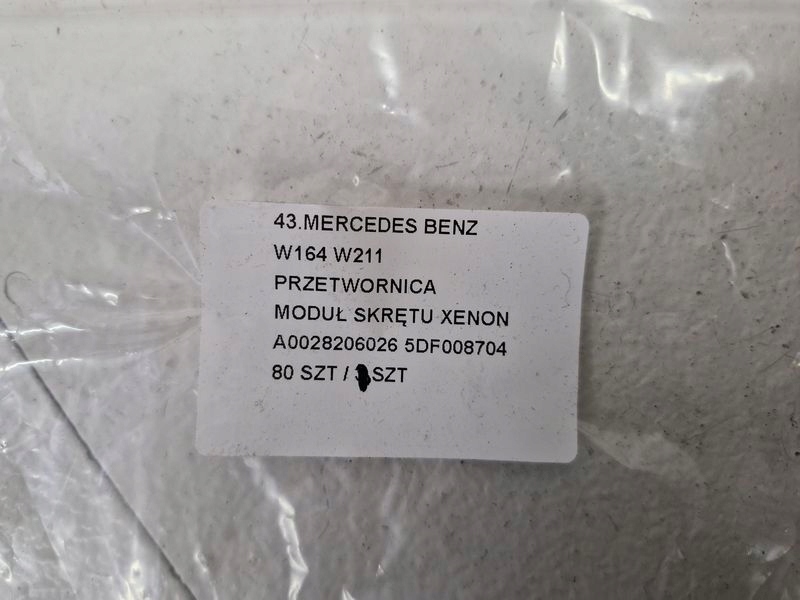 43.MERCEDES BENZ
W164 W211
PRZETWORNICA
MODUŁ SKRĘTU XENON
A0028206026 5DF008704
80 SZT / SZT